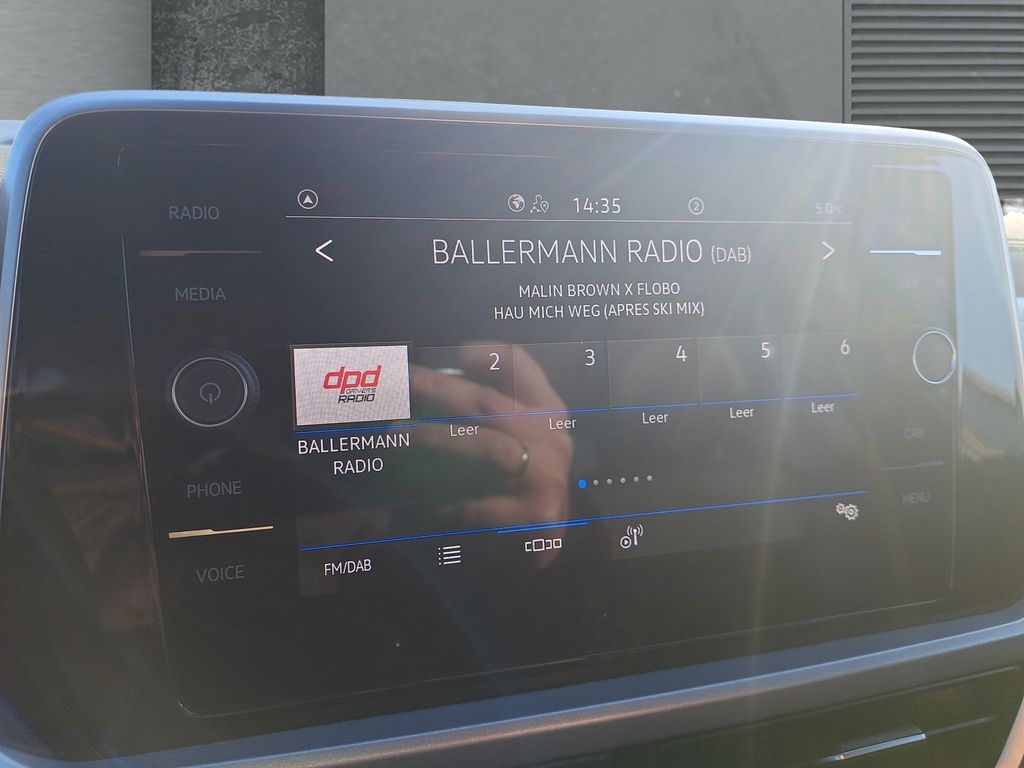 RADIO
MEDIA
PHONE
VOICE
14:35
2
5.0°C
BALLERMANN RADIO (DAB)
MALIN BROWN X FLOBO
HAU MICH WEG (APRES SKI MIX)
dpd
DRIVER'S
RADIO
BALLERMANN
RADIO
2
Leer
3
Leer
4
Leer
5
Leer
6
Leer
FM/DAB
CAR
MENU